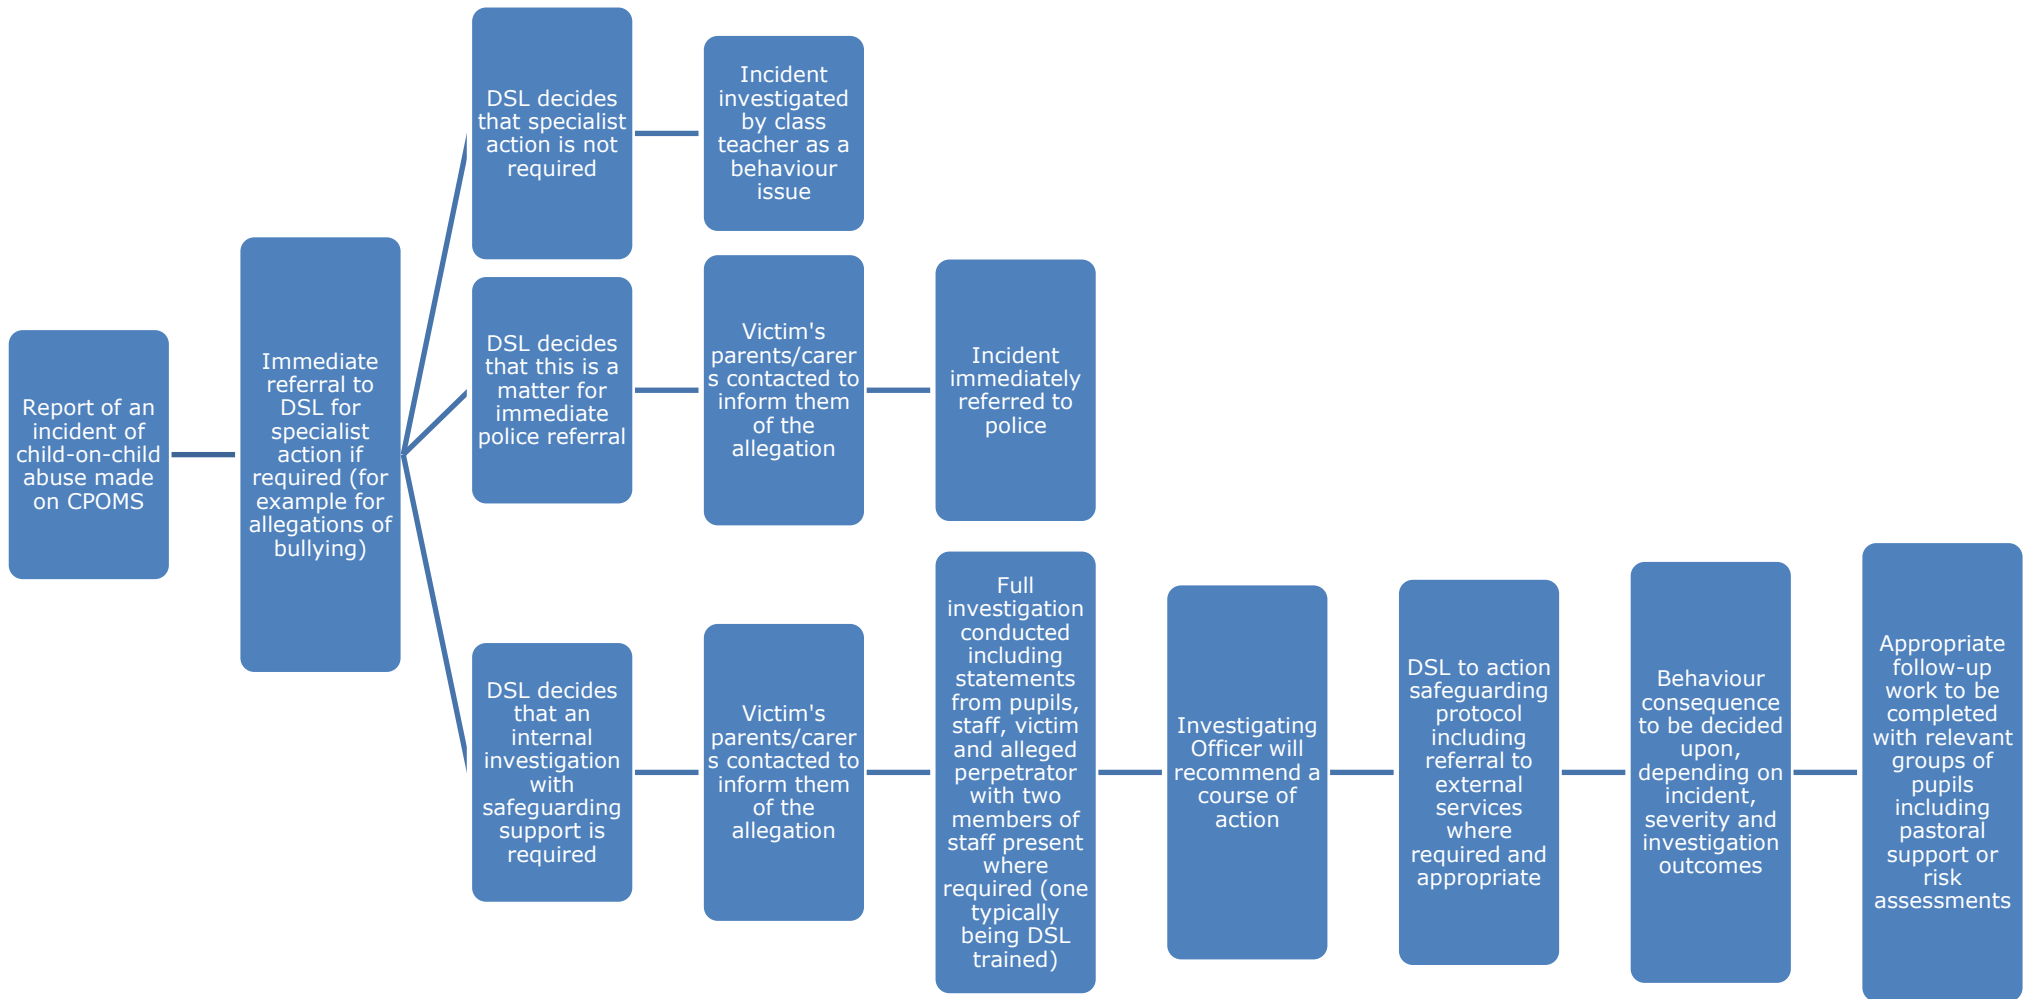 Report of an
incident of
child-on-child
abuse made
on CPOMS
Immediate
referral to
DSL for
specialist
action if
required (for
example for
allegations of
bullying)
DSL decides
that specialist
action is not
required
Incident
investigated
by class
teacher as a
behaviour
issue
DSL decides
that this is a
matter for
immediate
police referral
Victim's
parents/carer
s contacted to
inform them
of the
allegation
Incident
immediately
referred to
police
DSL decides
that an
internal
investigation
with
safeguarding
support is
required
Victim's
parents/carer
s contacted to
inform them
of the
allegation
Full
investigation
conducted
including
statements
from pupils,
staff, victim
and alleged
perpetrator
with two
members of
staff present
where
required (one
typically
being DSL
trained)
Investigating
Officer will
recommend a
course of
action
DSL to action
safeguarding
protocol
including
referral to
external
services
where
required and
appropriate
Behaviour
consequence
to be decided
upon,
depending on
incident,
severity and
investigation
outcomes
Appropriate
follow-up
work to be
completed
with relevant
groups of
pupils
including
pastoral
support or
risk
assessments